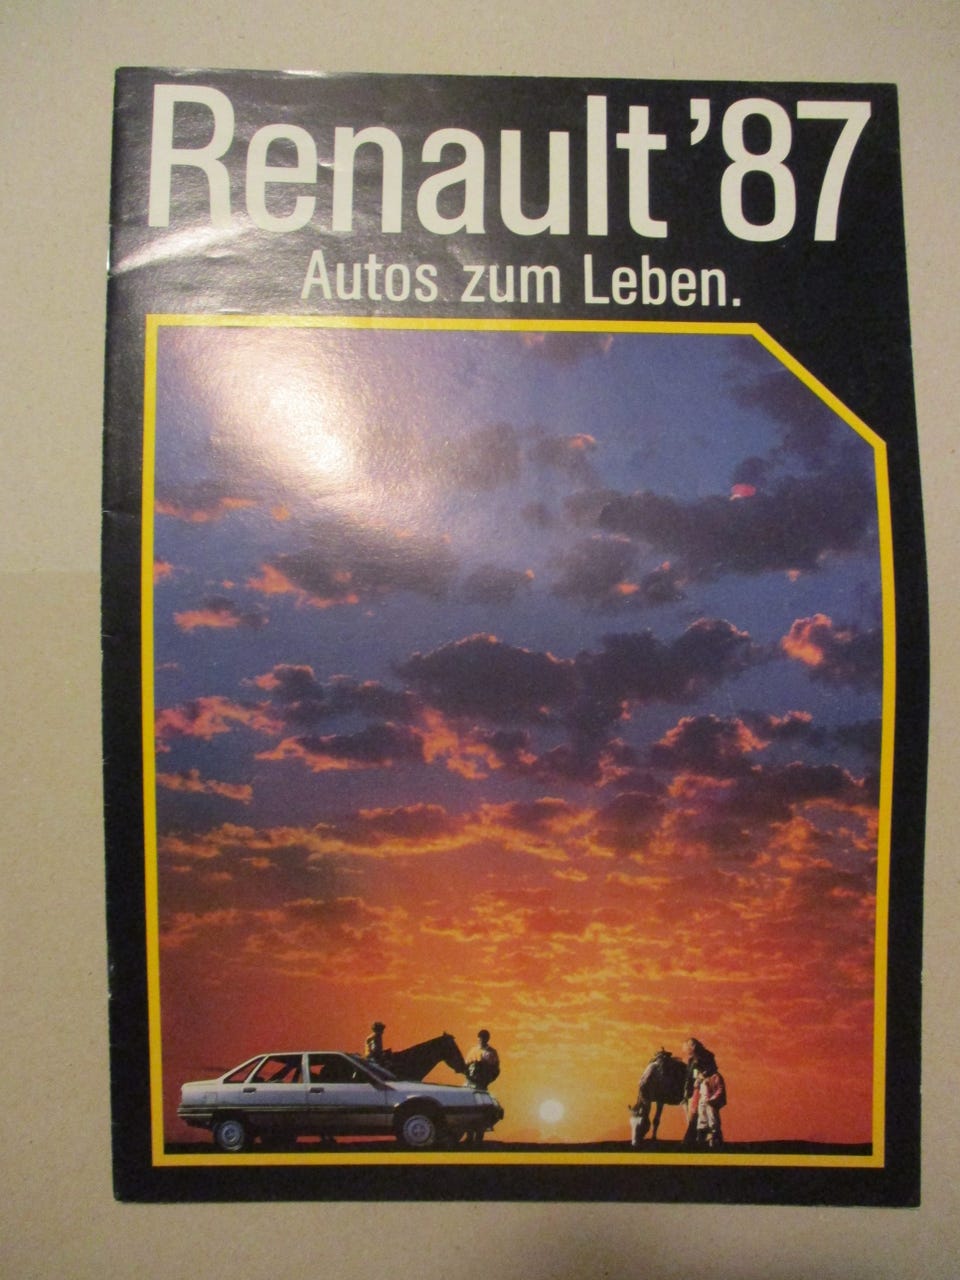 Renault ’87
Autos zum Leben.